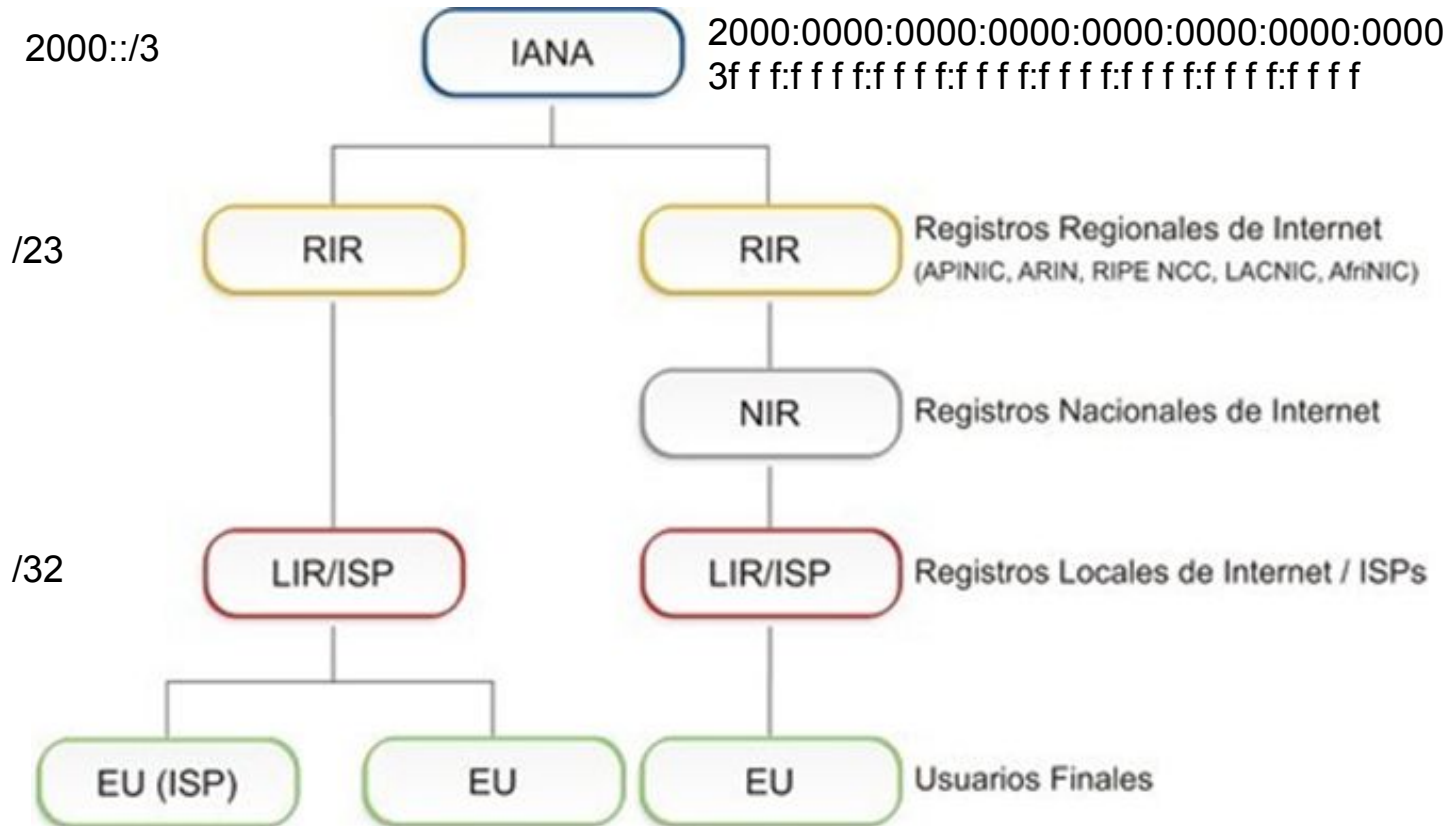 2000::/3
IANA
2000:0000:0000:0000:0000:0000:0000:0000
3f f f:f f f f:f f f f:f f f f:f f f f:f f f f:f f f f:f f f f
/23
RIR
RIR
Registros Regionales de Internet
(APINIC, ARIN, RIPE NCC, LACNIC, AfriNIC)
NIR
Registros Nacionales de Internet
/32
LIR/ISP
LIR/ISP
Registros Locales de Internet / ISPs
EU (ISP)
EU
EU
Usuarios Finales